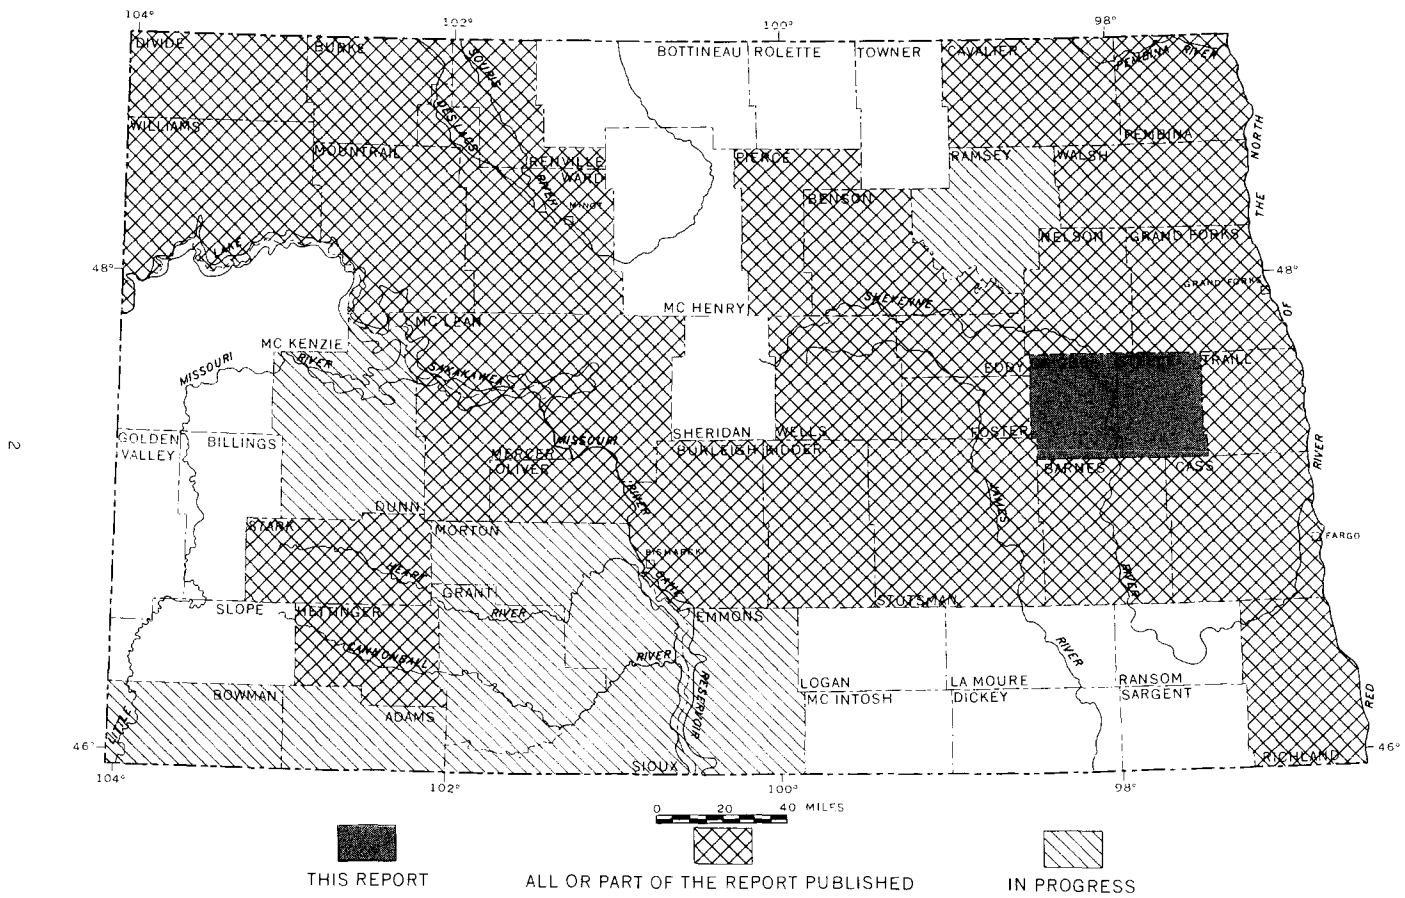 104° 102° 100° 98°
DIVIDE BURKE SOURIS BOTTINEAU ROLETTE TOWNER CAVALIER PEMBINA RIVER
DES LACS
WILLIAMS MOUNTRAIL RENVILLE PIERCE RAMSEY WALSH PEMBINA NORTH
WARD
RIVER MINOT BENSON THE
LAKE NELSON GRAND FORKS
48° 48°
GRAND FORKS
MC HENRY SHEYENNE OF
MC LEAN
MC KENZIE
MISSOURI RIVER SAKAKAWEA EDDY TRAILL
2
GOLDEN VALLEY BILLINGS SHERIDAN WELLS FOSTER
MISSOURI RIVER
MERCER BURLEIGH KIDDER BARNES CASS
OLIVER
RIVER JAMES
DUNN
STARK MORTON
FARGO
BISMARCK
HEART OAHE RIVER
GRANT
SLOPE HETTINGER RIVER EMMONS STUTSMAN
CANNONBALL RIVER RIVER
LOGAN LA MOURE RANSOM
BOWMAN RESERVOIR MC INTOSH DICKEY SARGENT RED
ADAMS
LITTLE
46° 46°
SIOUX RICHLAND
104° 102° 100° 98°
0 20 40 MILES
THIS REPORT
ALL OR PART OF THE REPORT PUBLISHED
IN PROGRESS